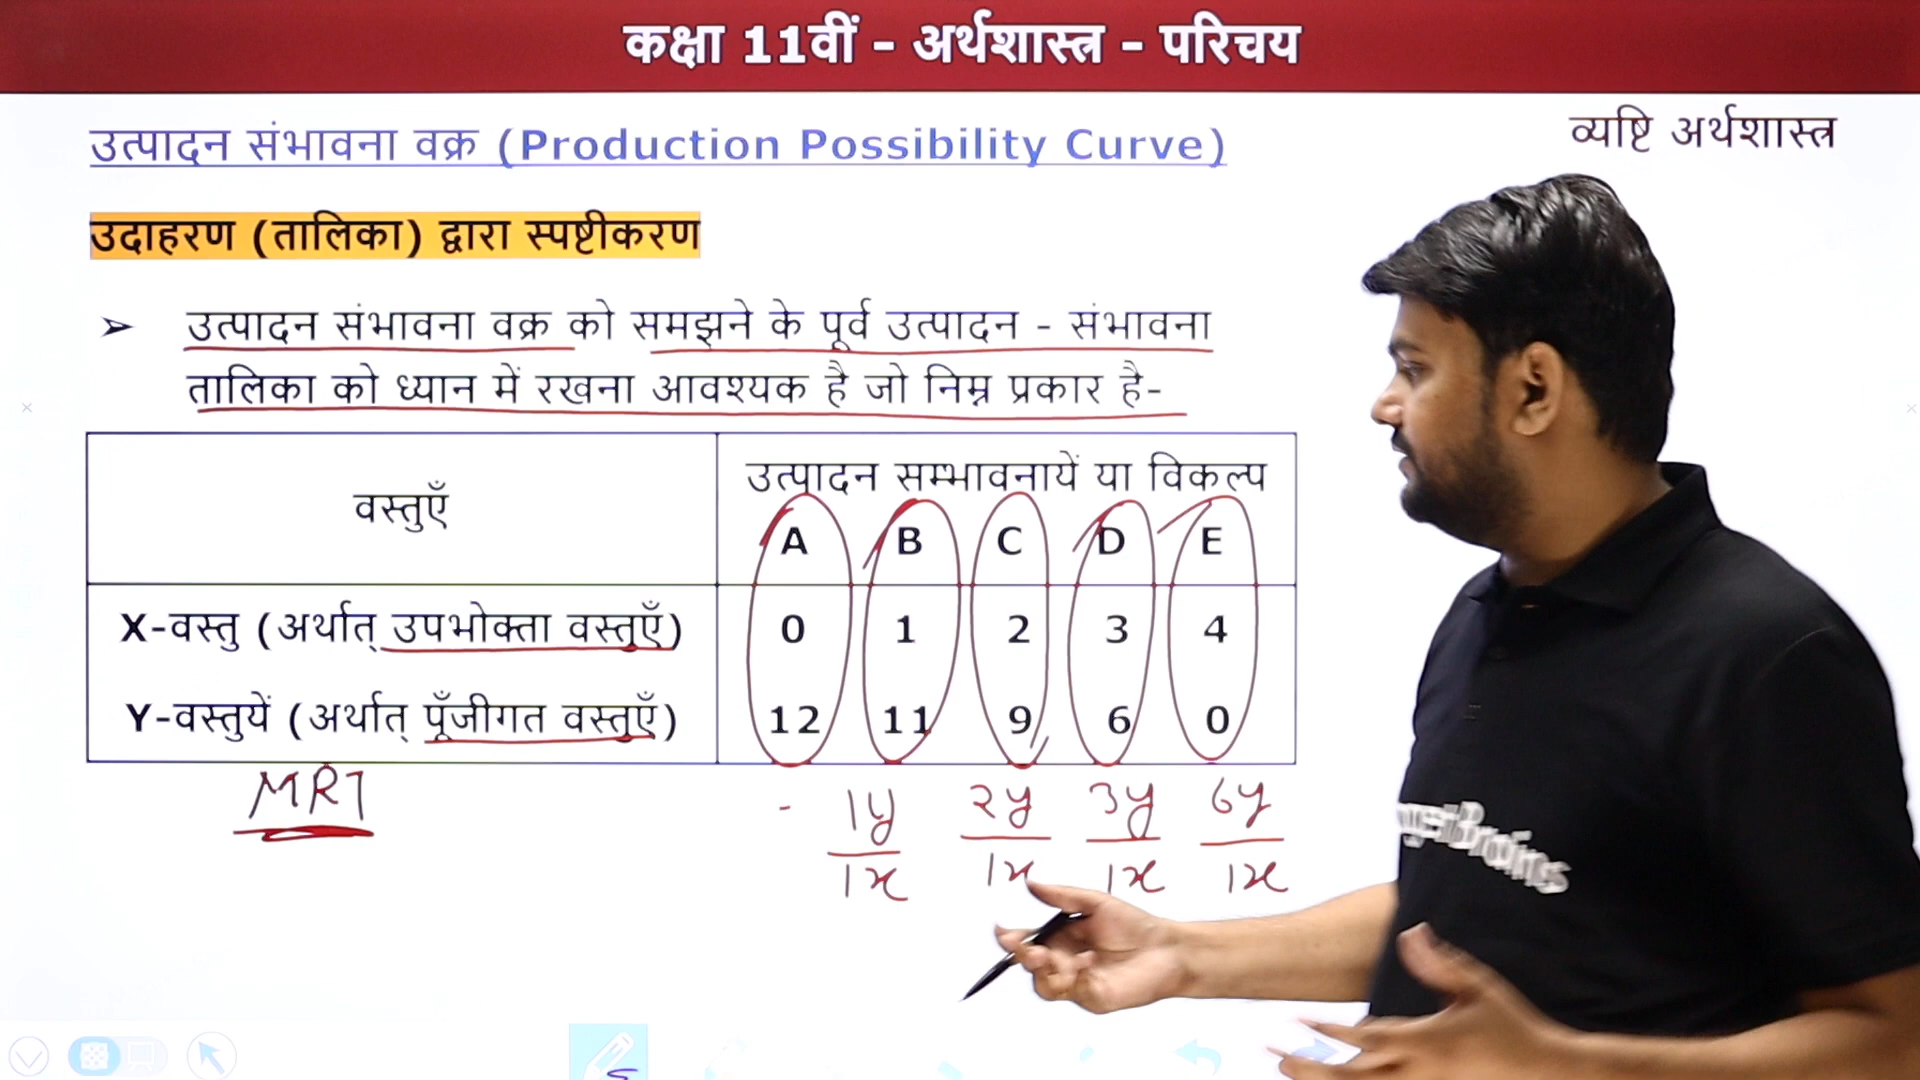 कक्षा 11वीं - अर्थशास्त्र - परिचय
उत्पादन संभावना वक्र (Production Possibility Curve)
व्यष्टि अर्थशास्त्र
उदाहरण (तालिका) द्वारा स्पष्टीकरण
➢ उत्पादन संभावना वक्र को समझने के पूर्व उत्पादन - संभावना
तालिका को ध्यान में रखना आवश्यक है जो निम्न प्रकार है-
वस्तुएँ
उत्पादन सम्भावनायें या विकल्प
A B C D E
X-वस्तु (अर्थात् उपभोक्ता वस्तुएँ) 0 1 2 3 4
Y-वस्तुयें (अर्थात् पूँजीगत वस्तुएँ) 12 11 9 6 0
MRT - 1y 2y 3y 6y
1x 1x 1x 1x